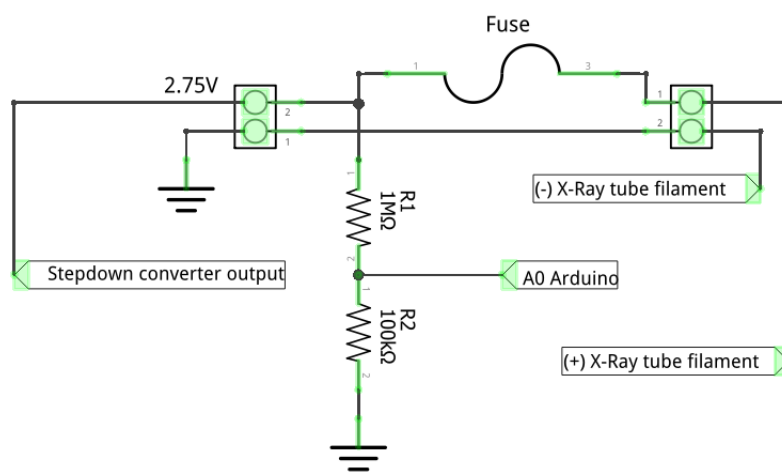 Fuse
1
3
2.75V
2
1
1
2
(-) X-Ray tube filament
1
R1
1MΩ
2
Stepdown converter output
A0 Arduino
1
R2
100kΩ
2
(+) X-Ray tube filament